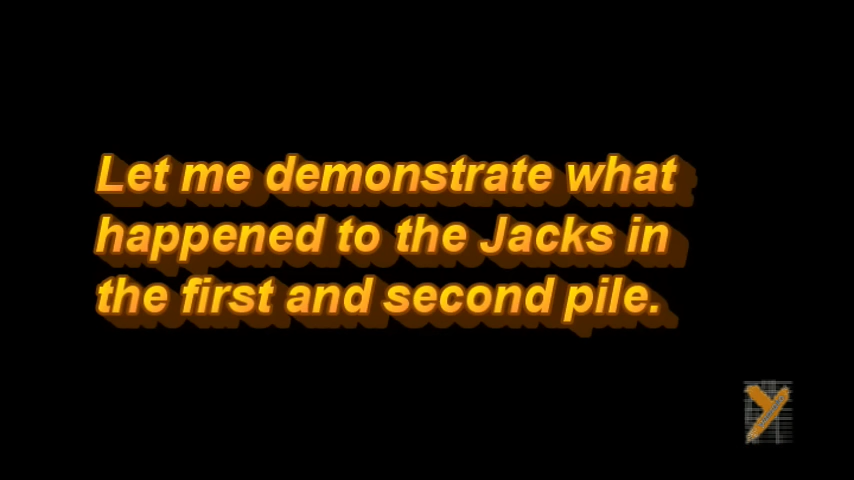 Let me demonstrate what
happened to the Jacks in
the first and second pile.
Y